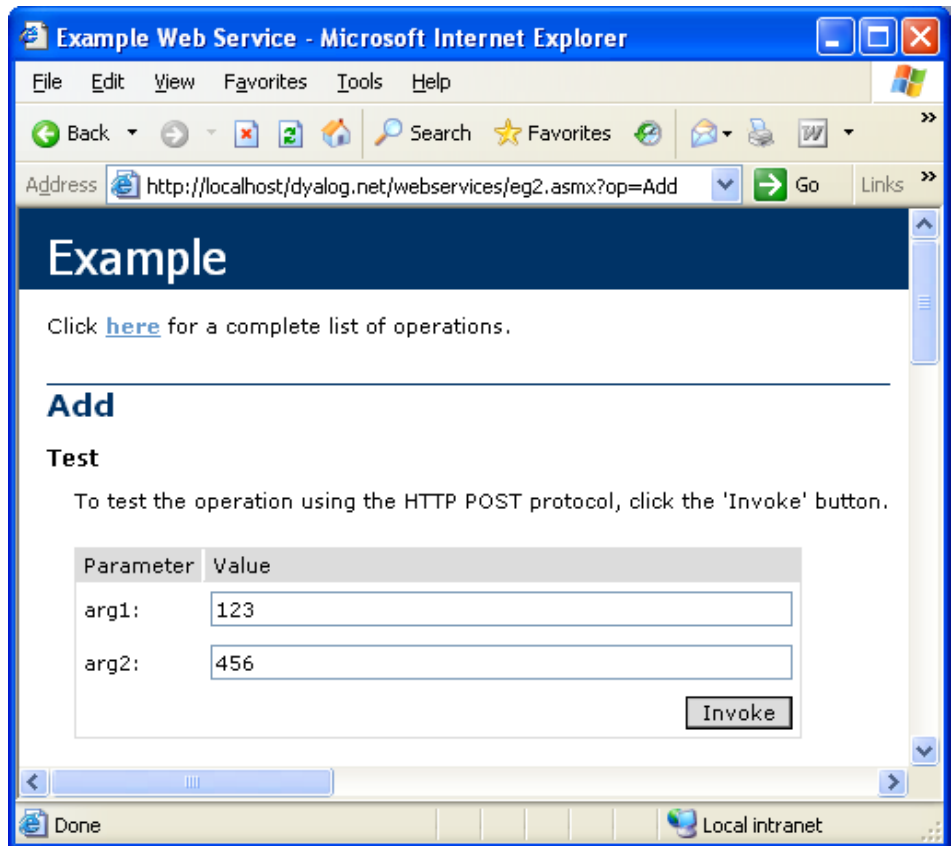 Example Web Service - Microsoft Internet Explorer
File Edit View Favorites Tools Help
Back Search Favorites W »
Address http://localhost/dyalog.net/webservices/eg2.asmx?op=Add Go Links »
Example
Click here for a complete list of operations.
Add
Test
To test the operation using the HTTP POST protocol, click the 'Invoke' button.
Parameter Value
arg1: 123
arg2: 456
Invoke
Done Local intranet